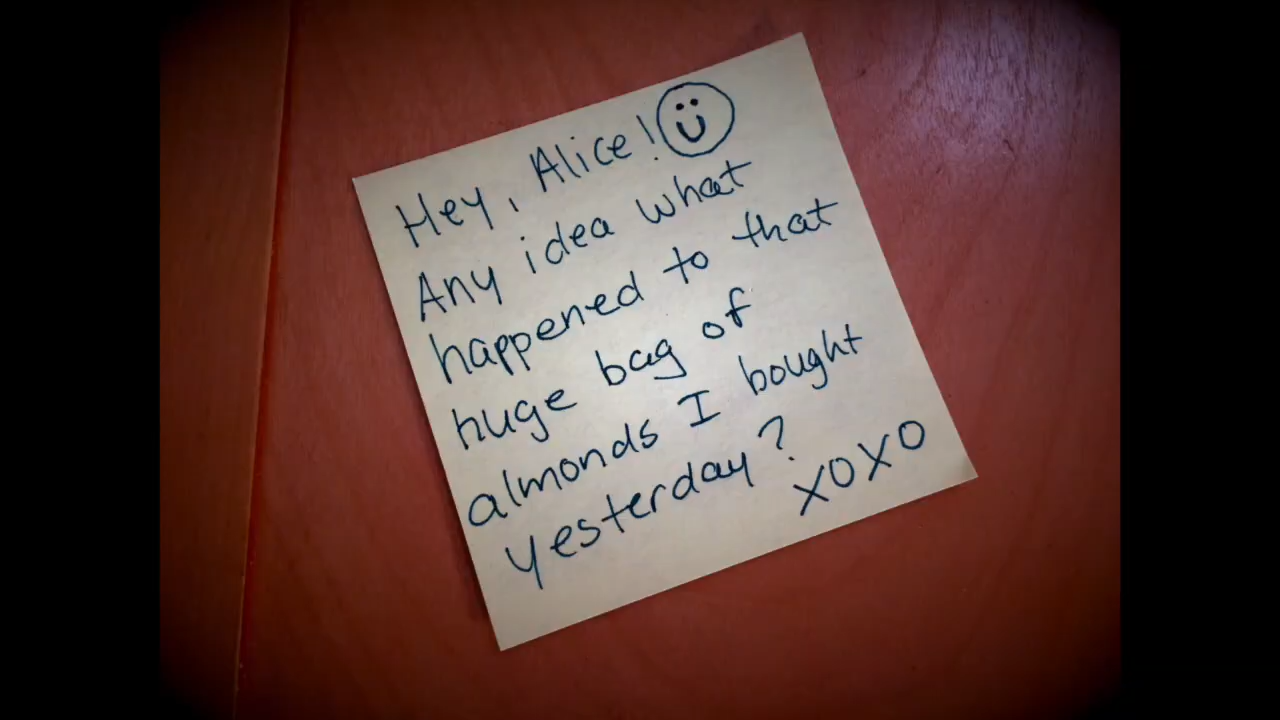 Hey, Alice!
Any idea what
happened to that
huge bag of
almonds I bought
yesterday?
XOXO